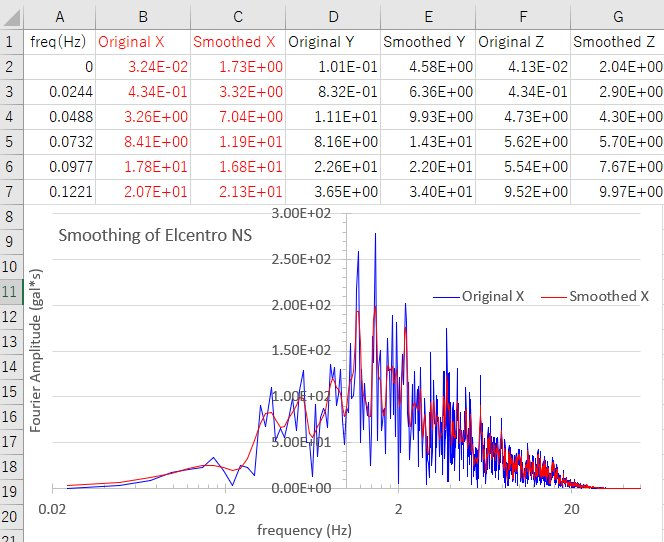 A B C D E F G
1 freq(Hz) Original X Smoothed X Original Y Smoothed Y Original Z Smoothed Z
2 0 3.24E-02 1.73E+00 1.01E-01 4.58E+00 4.13E-02 2.04E+00
3 0.0244 4.34E-01 3.32E+00 8.32E-01 6.36E+00 4.34E-01 2.90E+00
4 0.0488 3.26E+00 7.04E+00 1.11E+01 9.93E+00 4.73E+00 4.30E+00
5 0.0732 8.41E+00 1.19E+01 8.16E+00 1.43E+01 5.62E+00 5.70E+00
6 0.0977 1.78E+01 1.68E+01 2.26E+01 2.20E+01 5.54E+00 7.67E+00
7 0.1221 2.07E+01 2.13E+01 3.65E+00 3.40E+01 9.52E+00 9.97E+00
8
9
10
11
12
13
14
15
16
17
18
19
20
21
Smoothing of Elcentro NS
Original X
Smoothed X
Fourier Amplitude (gal*s)
3.00E+02
2.50E+02
2.00E+02
1.50E+02
1.00E+02
5.00E+01
0.00E+00
0.02 0.2 2 20
frequency (Hz)